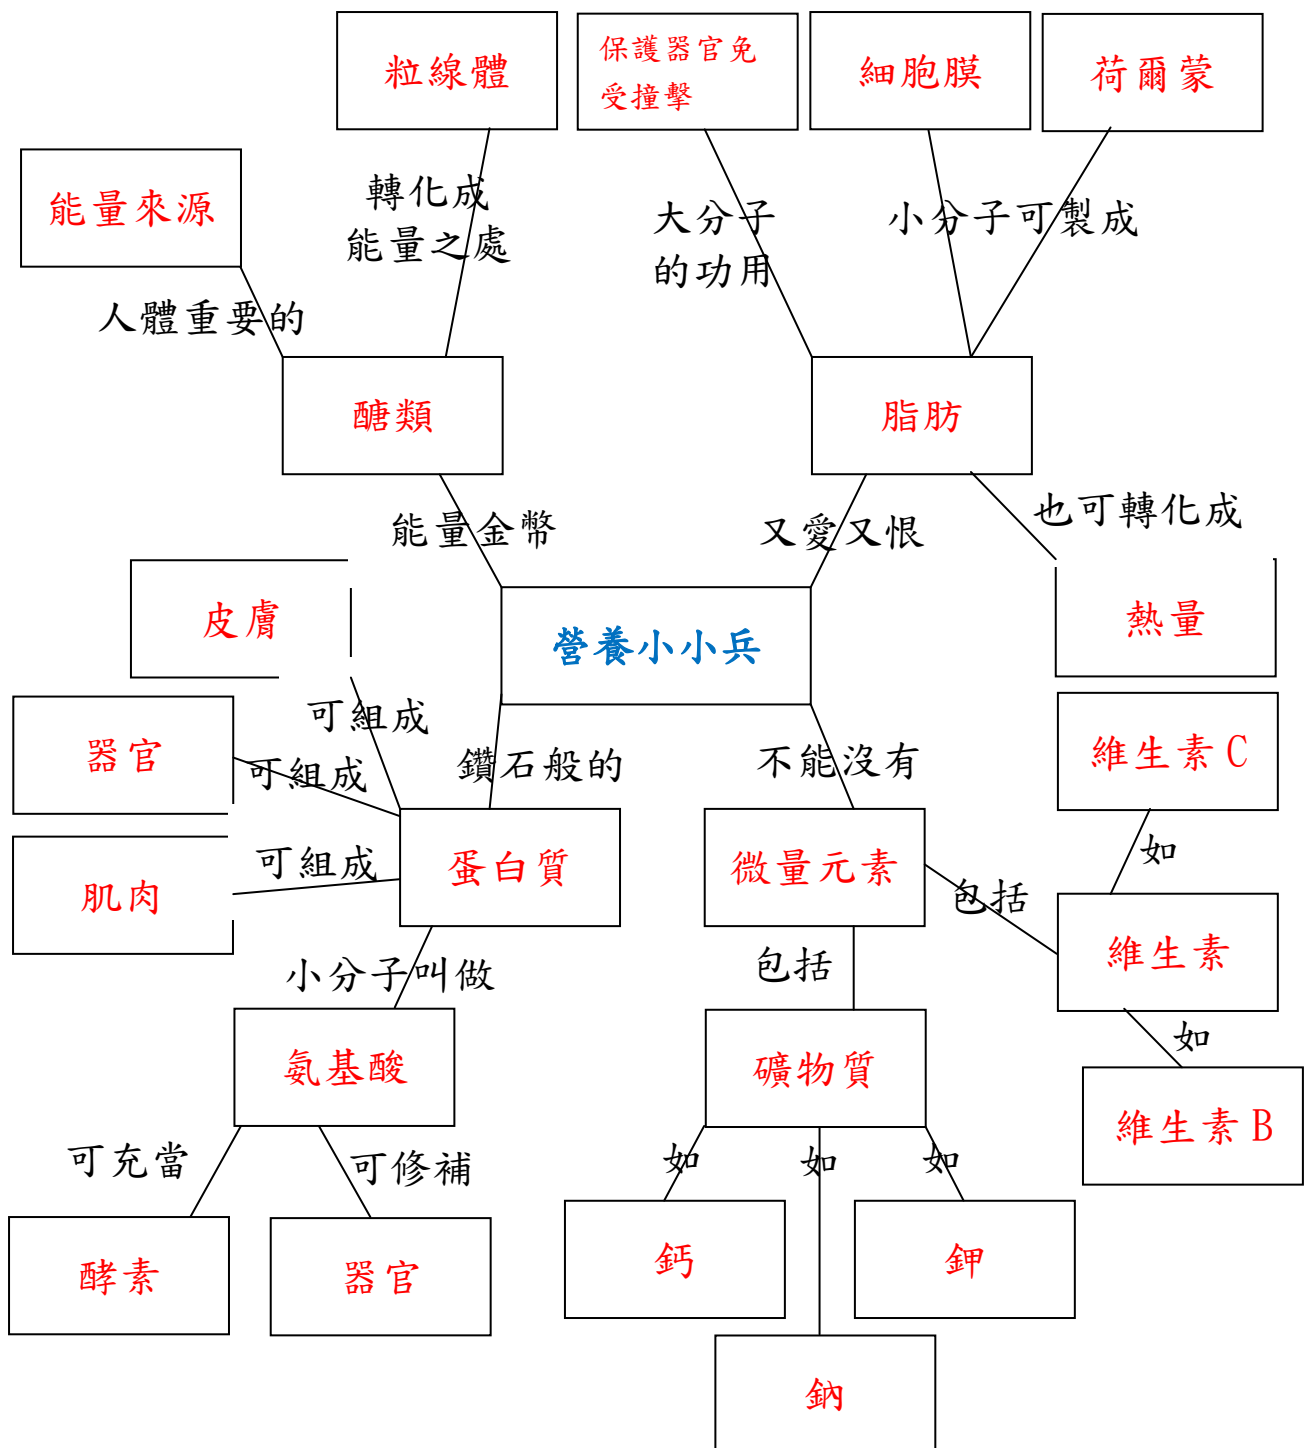 粒線體
保護器官免
受撞擊
細胞膜
荷爾蒙
能量來源
轉化成
能量之處
大分子
的功用
小分子可製成
人體重要的
醣類
脂肪
能量金幣
又愛又恨
也可轉化成
皮膚
營養小小兵
熱量
可組成
器官
可組成
鑽石般的
不能沒有
維生素 C
肌肉
可組成
蛋白質
微量元素
如
包括
維生素
小分子叫做
包括
如
氨基酸
礦物質
維生素 B
可充當
可修補
如
如
如
酵素
器官
鈣
鉀
鈉